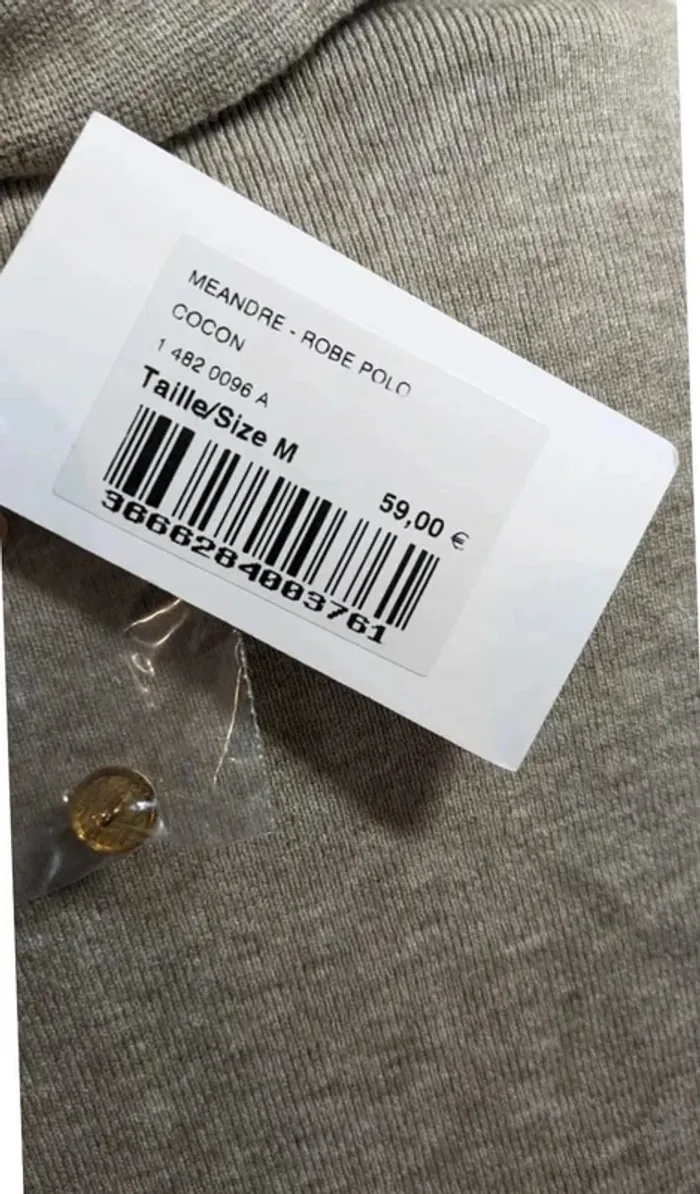 MEANDRE - ROBE POLO
COCON
1 482 0096 A
Taille/Size M
59,00 €
3666284003761